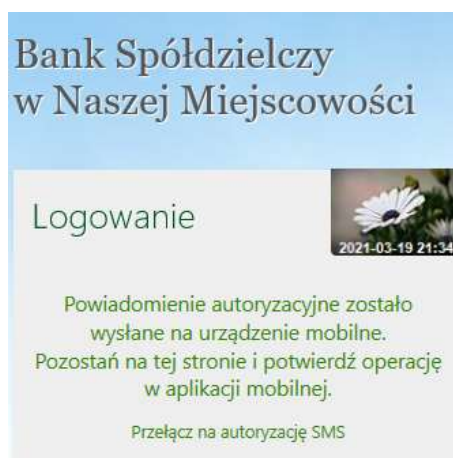 Bank Spółdzielczy
w Naszej Miejscowości
Logowanie
2021-03-19 21:34
Powiadomienie autoryzacyjne zostało
wysłane na urządzenie mobilne.
Pozostań na tej stronie i potwierdź operację
w aplikacji mobilnej.
Przełącz na autoryzację SMS